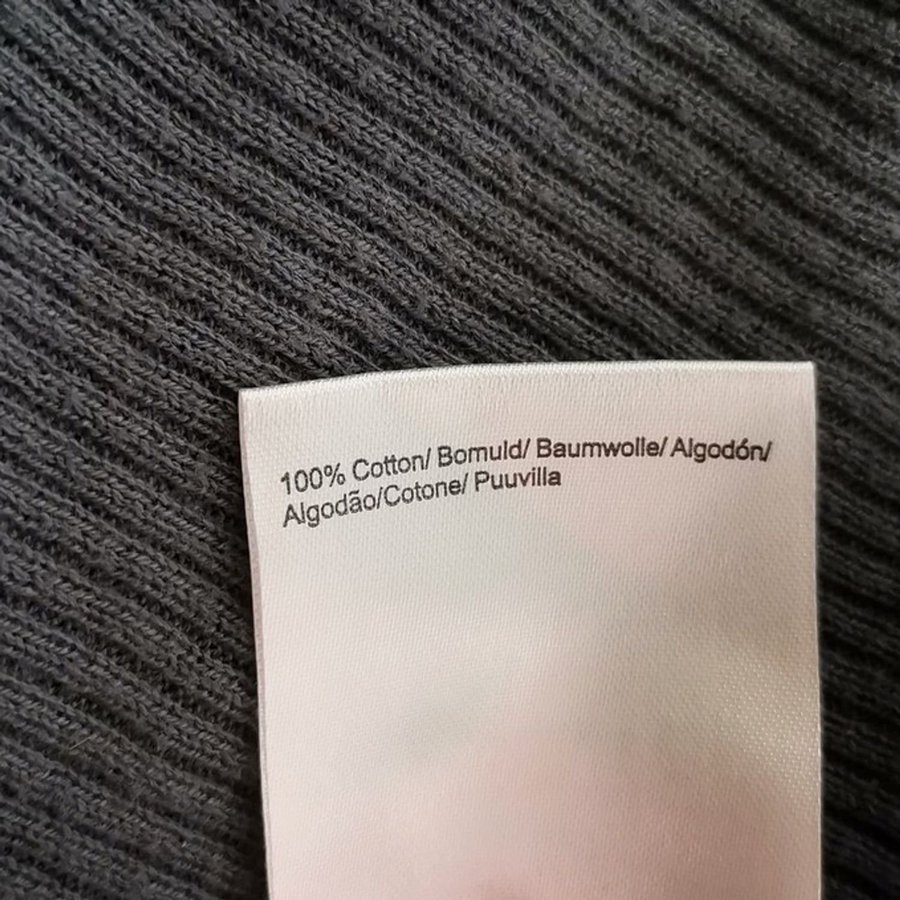 100% Cotton/ Bomuld/ Baumwolle/ Algodón/
Algodão/Cotone/ Puuvilla